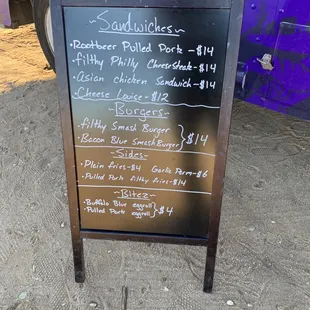 ~Sandwiches~
•Rootbeer Pulled Pork -$14
•filthy Philly CheeseSteak-$14
•Asian chicken Sandwich-$14
•Cheese Louise-$12
-Burgers-
•filthy Smash Burger
•Bacon Blue Smash Burger } $14
-Sides-
•Plain fries-$4 Garlic Parm-$6
•Pulled Pork filthy fries-$14
-Bitez-
•Buffalo Blue eggroll
•Pulled Pork eggroll } $4